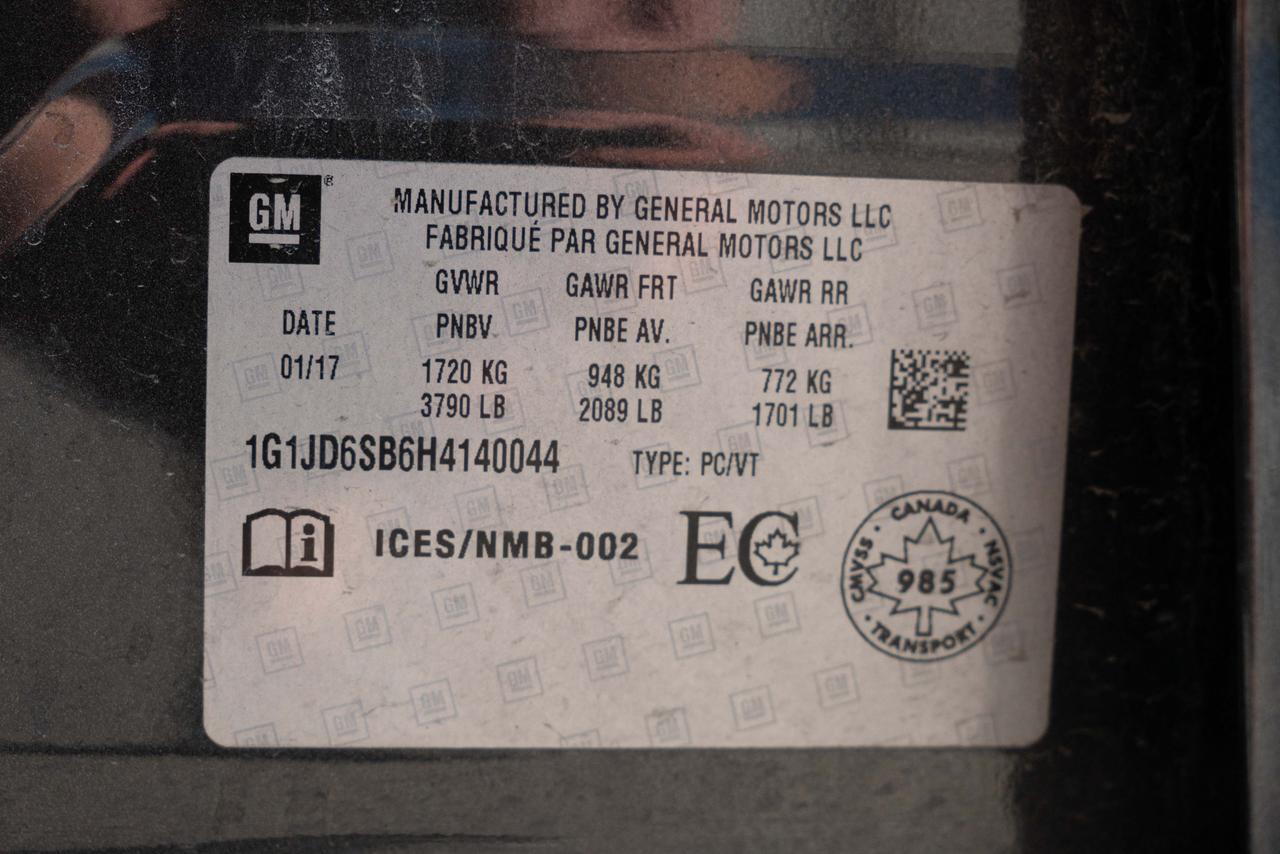 GM ®
MANUFACTURED BY GENERAL MOTORS LLC
FABRIQUÉ PAR GENERAL MOTORS LLC
GVWR GAWR FRT GAWR RR
DATE PNBV PNBE AV. PNBE ARR.
01/17 1720 KG 948 KG 772 KG
3790 LB 2089 LB 1701 LB
1G1JD6SB6H4140044 TYPE: PC/VT
i ICES/NMB-002 EC
CANADA
CMVSS · NSVAC
985
TRANSPORT